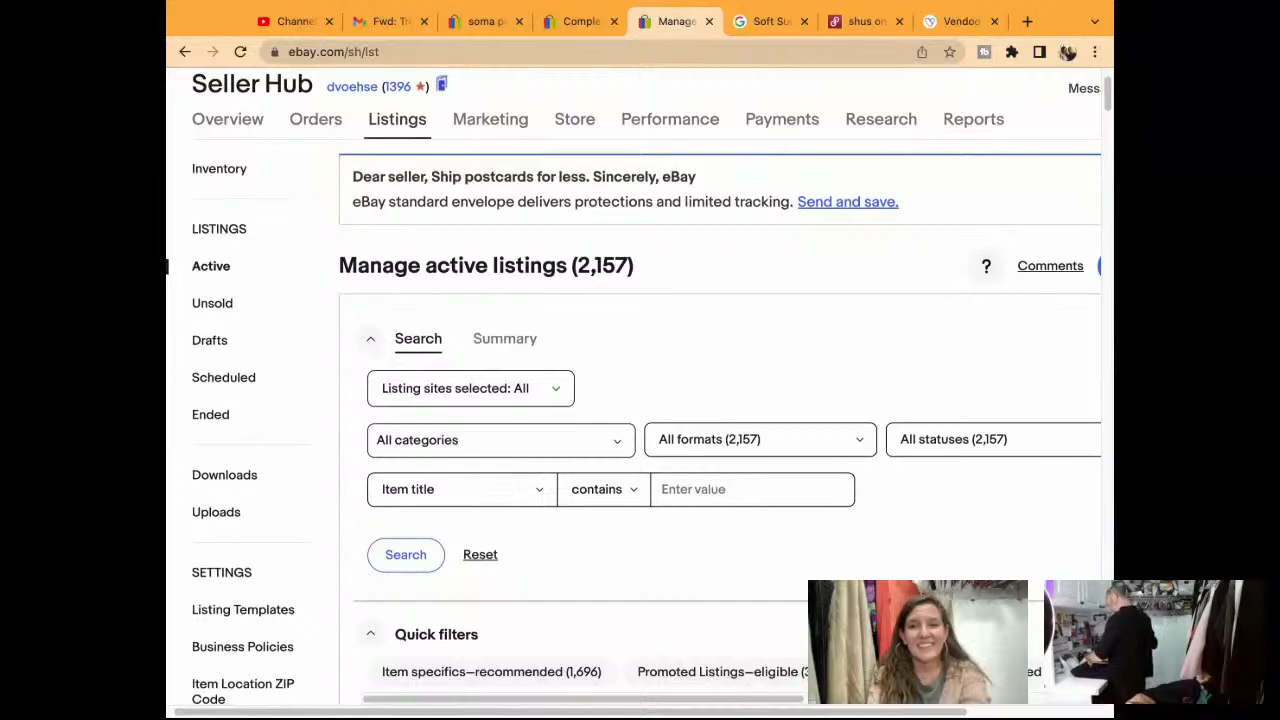 Channel
Fwd: Tr
soma p
Comple
Manage
Soft Su
shus on
Vendoo
ebay.com/sh/lst
Seller Hub dvoehse (1396 ★)
Mess
Overview Orders Listings Marketing Store Performance Payments Research Reports
Inventory
LISTINGS
Active
Unsold
Drafts
Scheduled
Ended
Downloads
Uploads
SETTINGS
Listing Templates
Business Policies
Item Location ZIP
Code
Dear seller, Ship postcards for less. Sincerely, eBay
eBay standard envelope delivers protections and limited tracking. Send and save.
Manage active listings (2,157)
? Comments
Search Summary
Listing sites selected: All
All categories All formats (2,157) All statuses (2,157)
Item title contains Enter value
Search Reset
Quick filters
Item specifics—recommended (1,696) Promoted Listings—eligible (